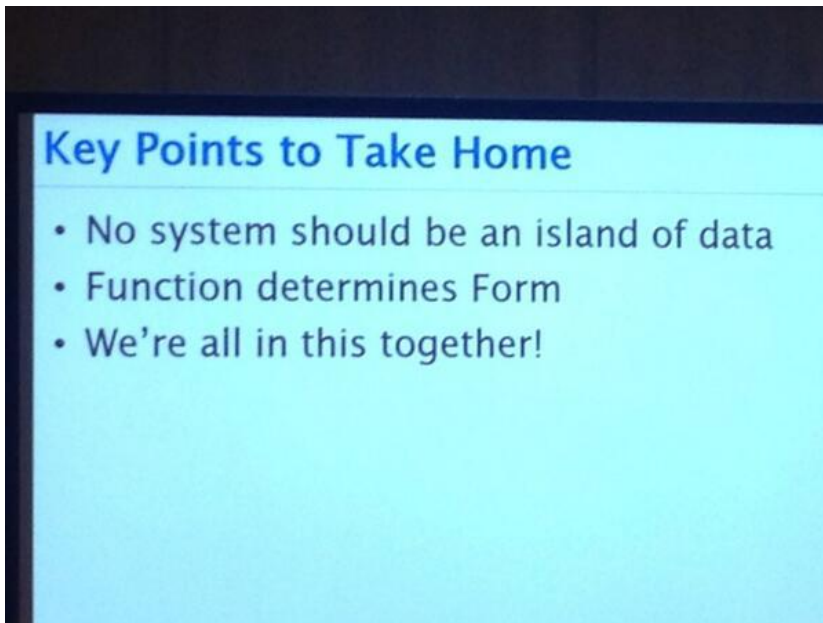 Key Points to Take Home
• No system should be an island of data
• Function determines Form
• We're all in this together!